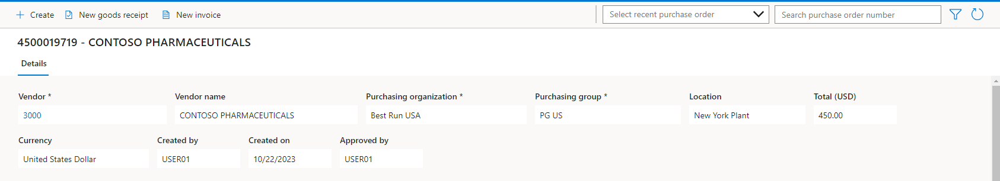 Create New goods receipt New invoice Select recent purchase order Search purchase order number
4500019719 - CONTOSO PHARMACEUTICALS
Details
Vendor * Vendor name Purchasing organization * Purchasing group * Location Total (USD)
3000 CONTOSO PHARMACEUTICALS Best Run USA PG US New York Plant 450.00
Currency Created by Created on Approved by
United States Dollar USER01 10/22/2023 USER01